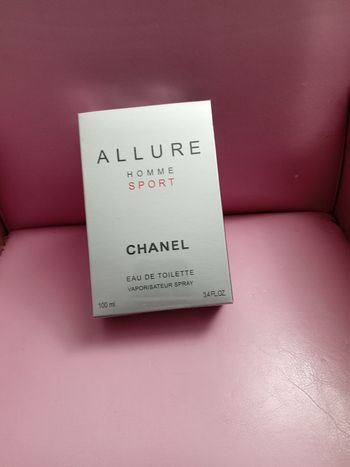 ALLURE
HOMME
SPORT
CHANEL
EAU DE TOILETTE
VAPORISATEUR SPRAY
100 ml 3.4 FL.OZ.